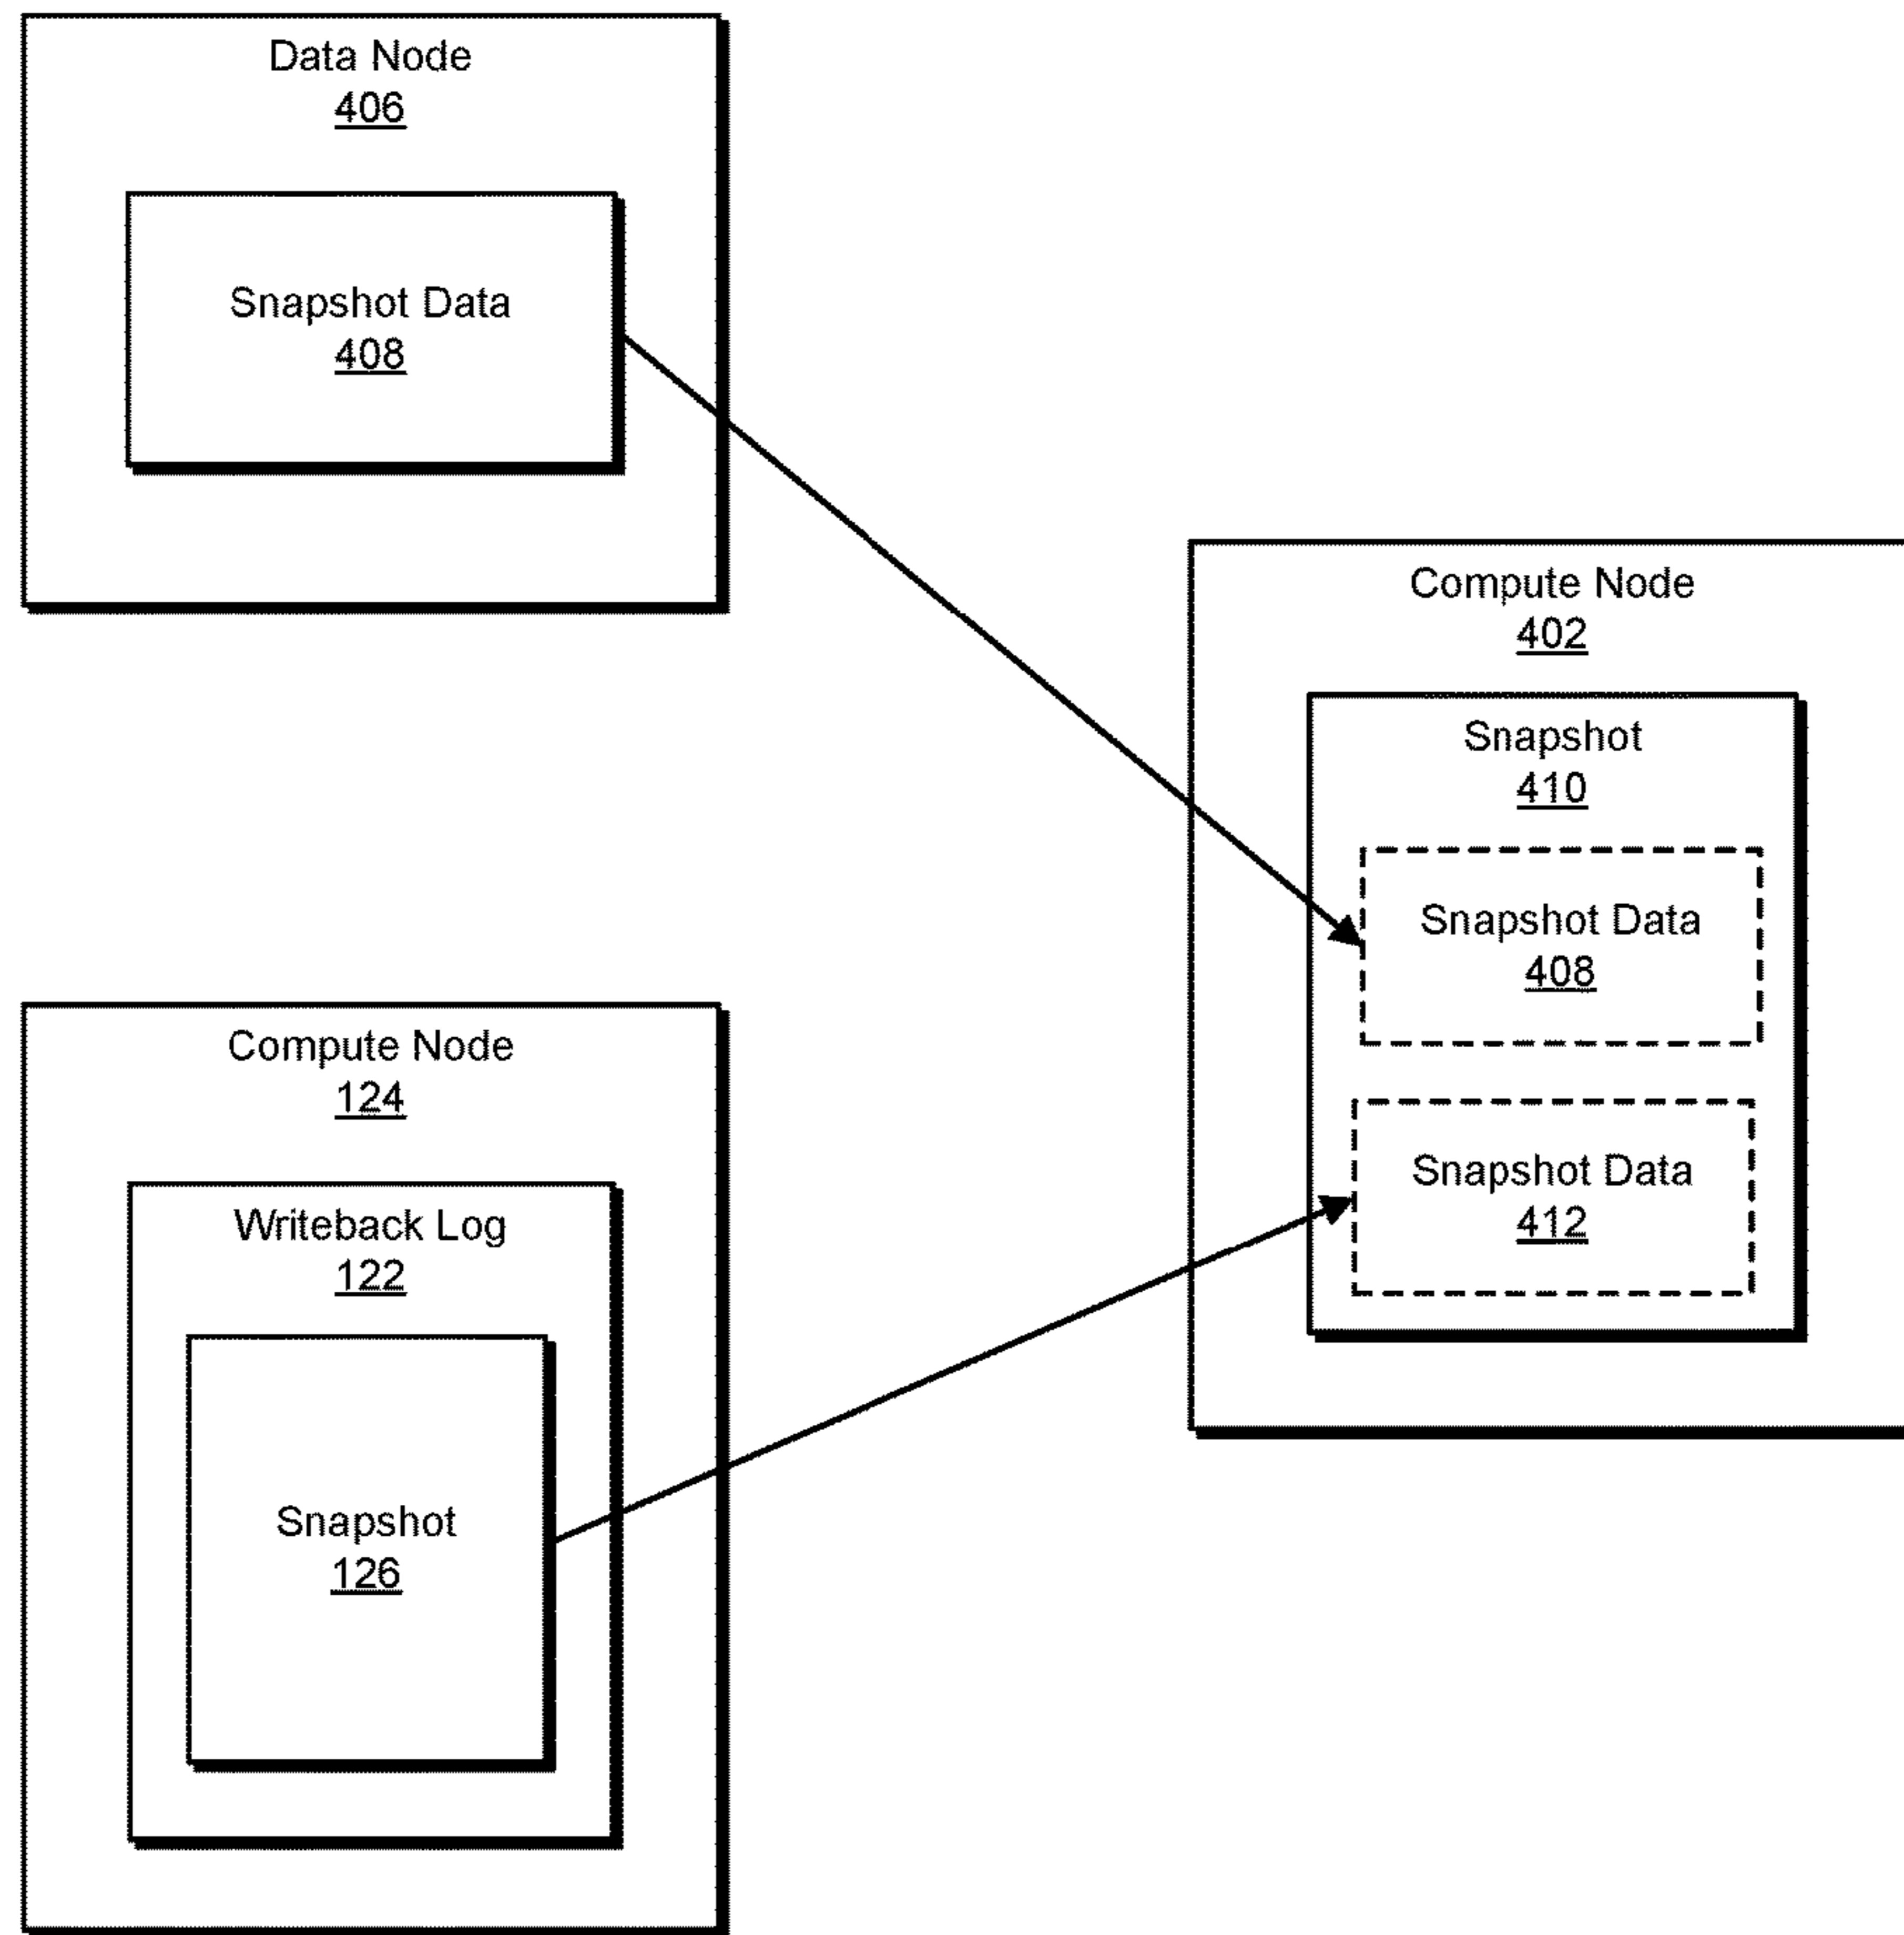 Data Node
406
Snapshot Data
408
Compute Node
402
Snapshot
410
Snapshot Data
408
Snapshot Data
412
Compute Node
124
Writeback Log
122
Snapshot
126